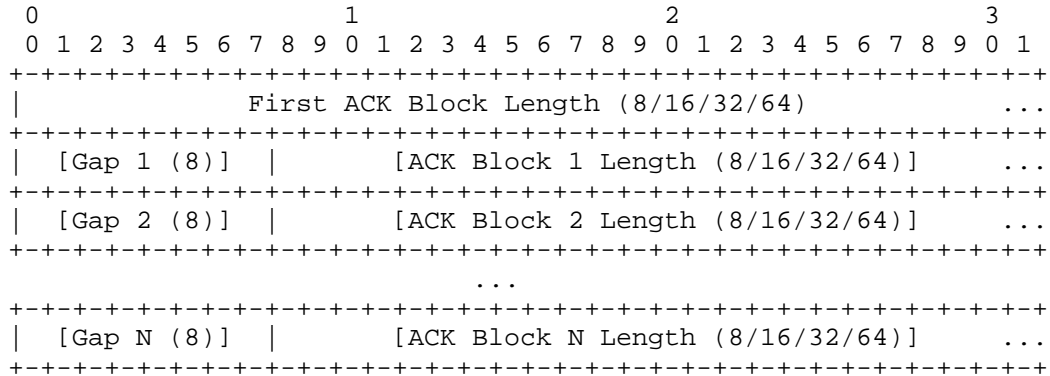 0                   1                   2                   3
 0 1 2 3 4 5 6 7 8 9 0 1 2 3 4 5 6 7 8 9 0 1 2 3 4 5 6 7 8 9 0 1
+-+-+-+-+-+-+-+-+-+-+-+-+-+-+-+-+-+-+-+-+-+-+-+-+-+-+-+-+-+-+-+-+
|              First ACK Block Length (8/16/32/64)            ...
+-+-+-+-+-+-+-+-+-+-+-+-+-+-+-+-+-+-+-+-+-+-+-+-+-+-+-+-+-+-+-+-+
|  [Gap 1 (8)]  |       [ACK Block 1 Length (8/16/32/64)]     ...
+-+-+-+-+-+-+-+-+-+-+-+-+-+-+-+-+-+-+-+-+-+-+-+-+-+-+-+-+-+-+-+-+
|  [Gap 2 (8)]  |       [ACK Block 2 Length (8/16/32/64)]     ...
+-+-+-+-+-+-+-+-+-+-+-+-+-+-+-+-+-+-+-+-+-+-+-+-+-+-+-+-+-+-+-+-+
                             ...
+-+-+-+-+-+-+-+-+-+-+-+-+-+-+-+-+-+-+-+-+-+-+-+-+-+-+-+-+-+-+-+-+
|  [Gap N (8)]  |       [ACK Block N Length (8/16/32/64)]     ...
+-+-+-+-+-+-+-+-+-+-+-+-+-+-+-+-+-+-+-+-+-+-+-+-+-+-+-+-+-+-+-+-+